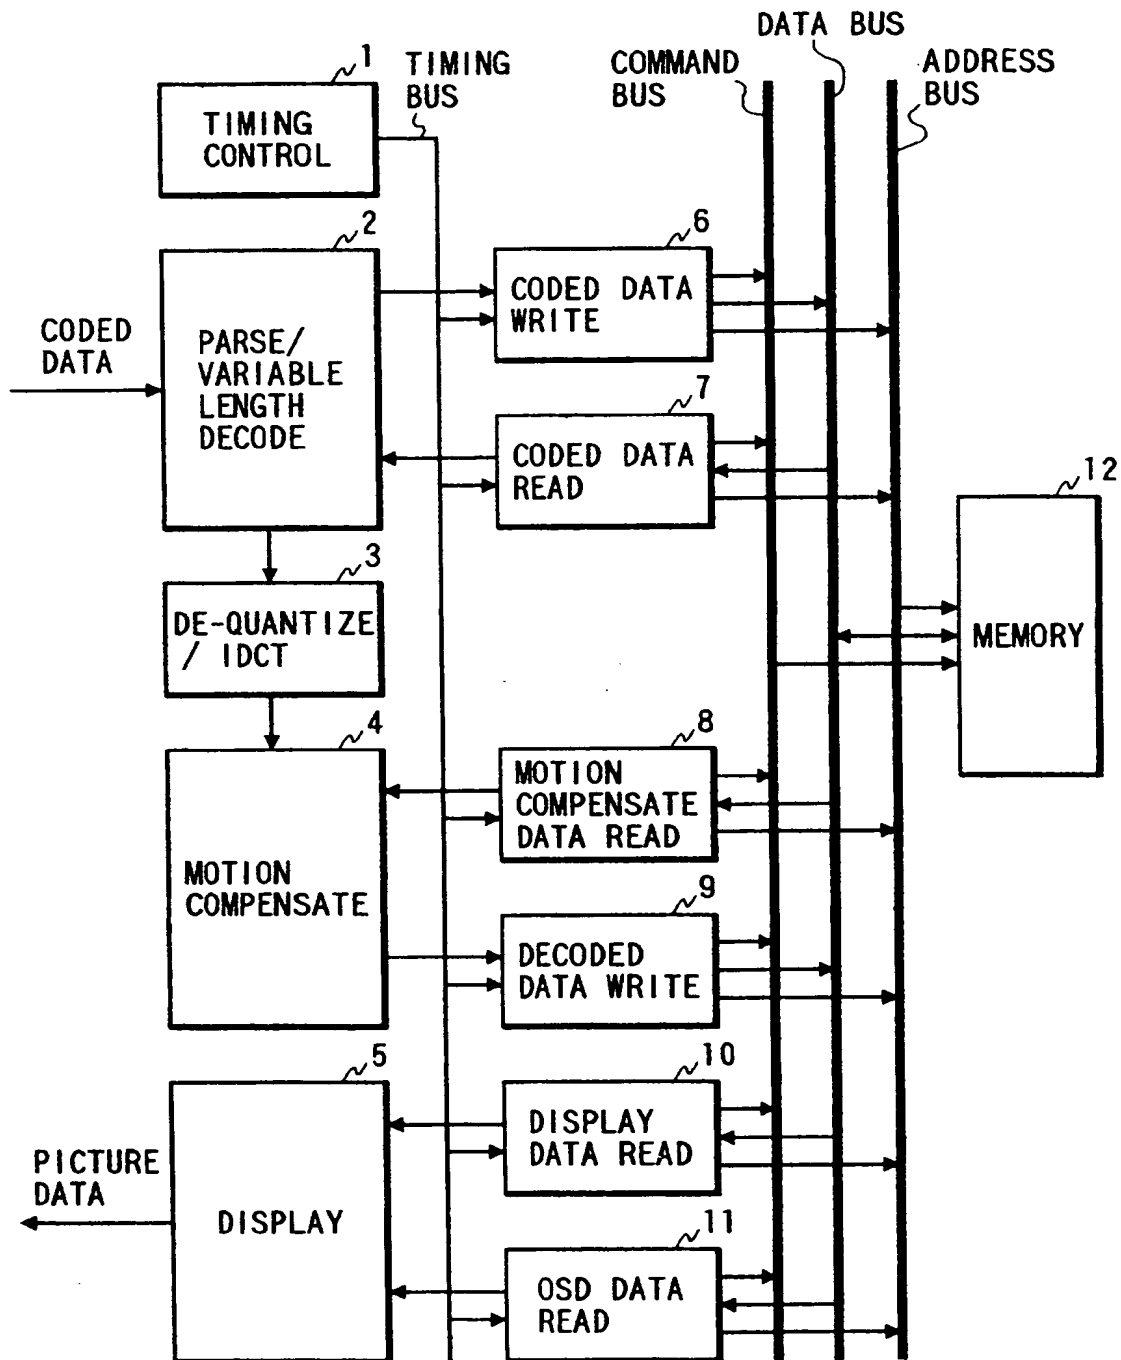 DATA BUS
1
TIMING
BUS
COMMAND
BUS
ADDRESS
BUS
TIMING
CONTROL
2
6
CODED DATA
WRITE
CODED
DATA
PARSE/
VARIABLE
LENGTH
DECODE
7
CODED DATA
READ
12
MEMORY
3
DE-QUANTIZE
/ IDCT
4
8
MOTION
COMPENSATE
DATA READ
MOTION
COMPENSATE
9
DECODED
DATA WRITE
5
10
DISPLAY
DATA READ
PICTURE
DATA
DISPLAY
11
OSD DATA
READ